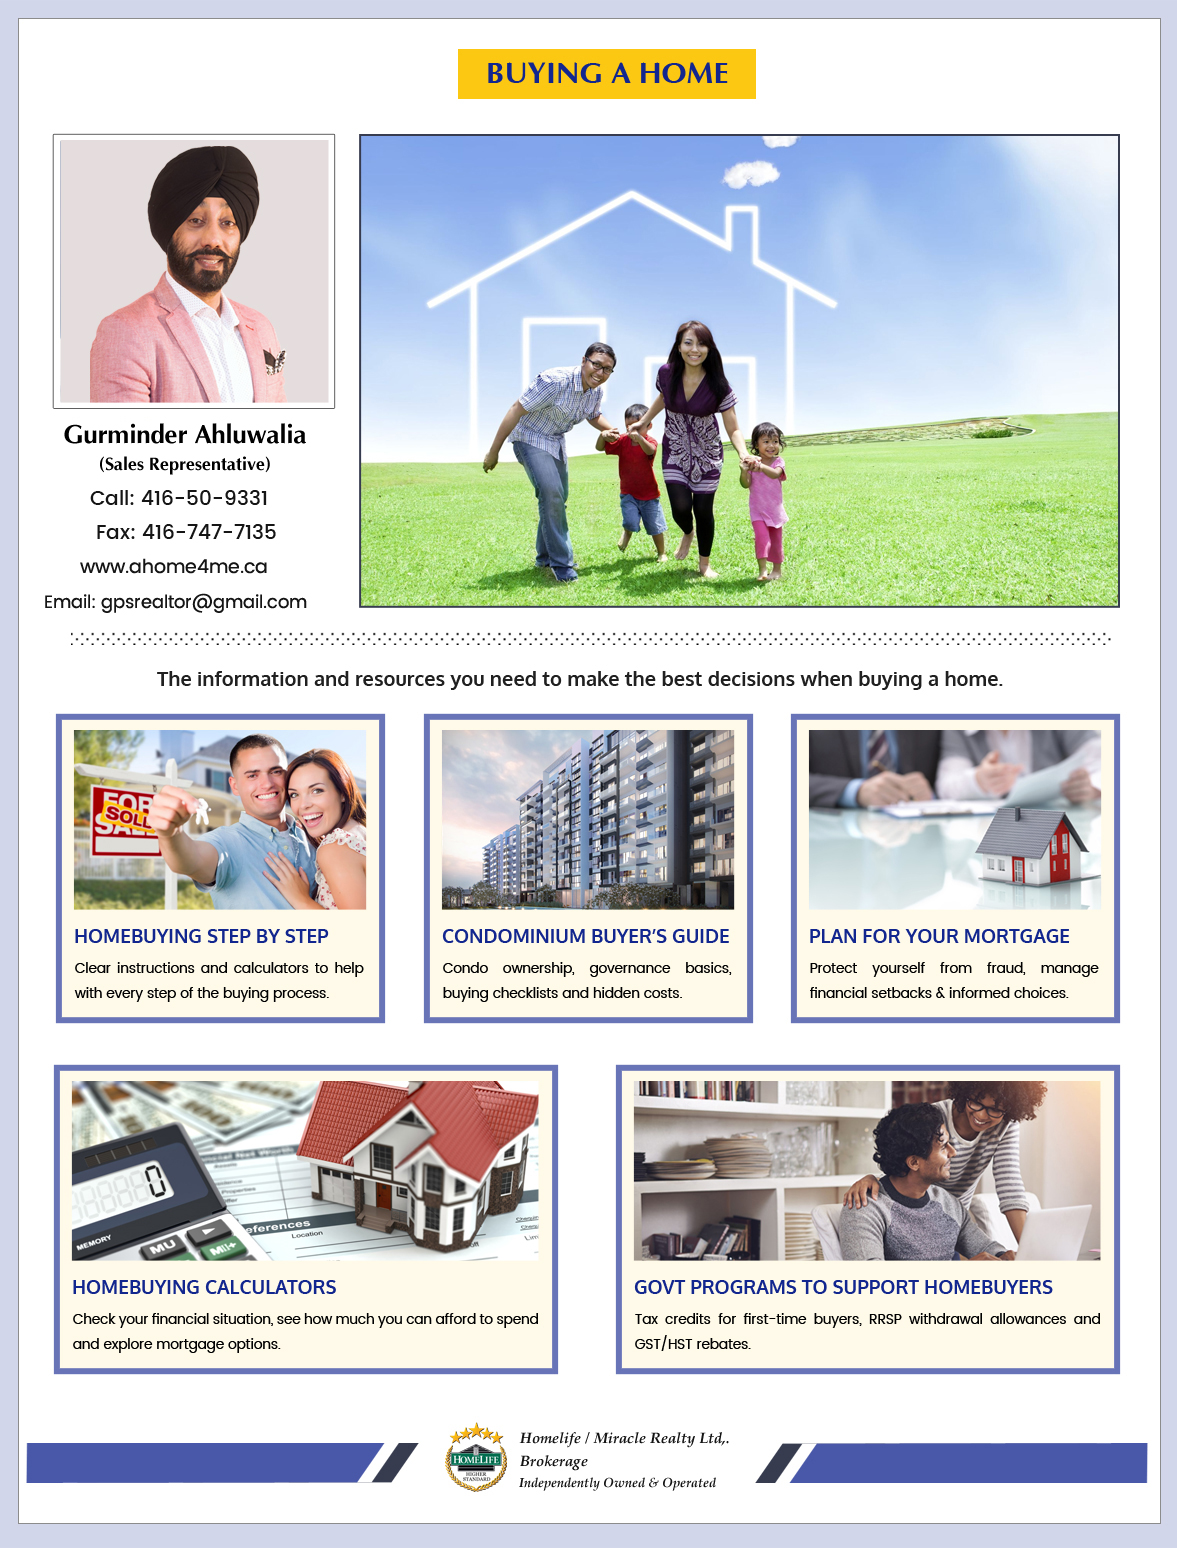 BUYING A HOME
Gurminder Ahluwalia
(Sales Representative)
Call: 416-50-9331
Fax: 416-747-7135
www.ahome4me.ca
Email: gpsrealtor@gmail.com
The information and resources you need to make the best decisions when buying a home.
FOR
SOLD
SALE
HOMEBUYING STEP BY STEP
Clear instructions and calculators to help
with every step of the buying process.
CONDOMINIUM BUYER'S GUIDE
Condo ownership, governance basics,
buying checklists and hidden costs.
PLAN FOR YOUR MORTGAGE
Protect yourself from fraud, manage
financial setbacks & informed choices.
0
MEMORY
MU
MII+
eferences
Location
HOMEBUYING CALCULATORS
Check your financial situation, see how much you can afford to spend
and explore mortgage options.
GOVT PROGRAMS TO SUPPORT HOMEBUYERS
Tax credits for first-time buyers, RRSP withdrawal allowances and
GST/HST rebates.
HOMELIFE
HIGHER
STANDARD
Homelife / Miracle Realty Ltd,.
Brokerage
Independently Owned & Operated